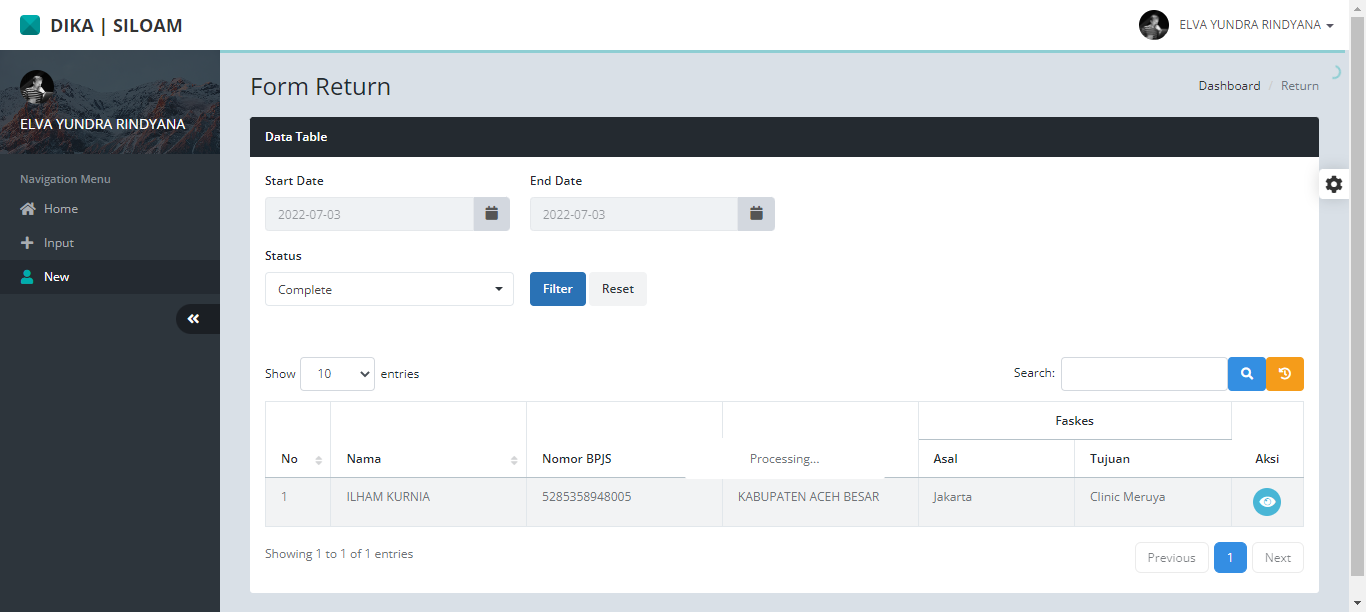 DIKA | SILOAM
ELVA YUNDRA RINDYANA
ELVA YUNDRA RINDYANA
Navigation Menu
Home
Input
New
Form Return
Dashboard / Return
Data Table
Start Date End Date
2022-07-03 2022-07-03
Status
Complete Filter Reset
Show 10 entries Search:
Faskes
No Nama Nomor BPJS Processing... Asal Tujuan Aksi
1 ILHAM KURNIA 5285358948005 KABUPATEN ACEH BESAR Jakarta Clinic Meruya
Showing 1 to 1 of 1 entries Previous 1 Next